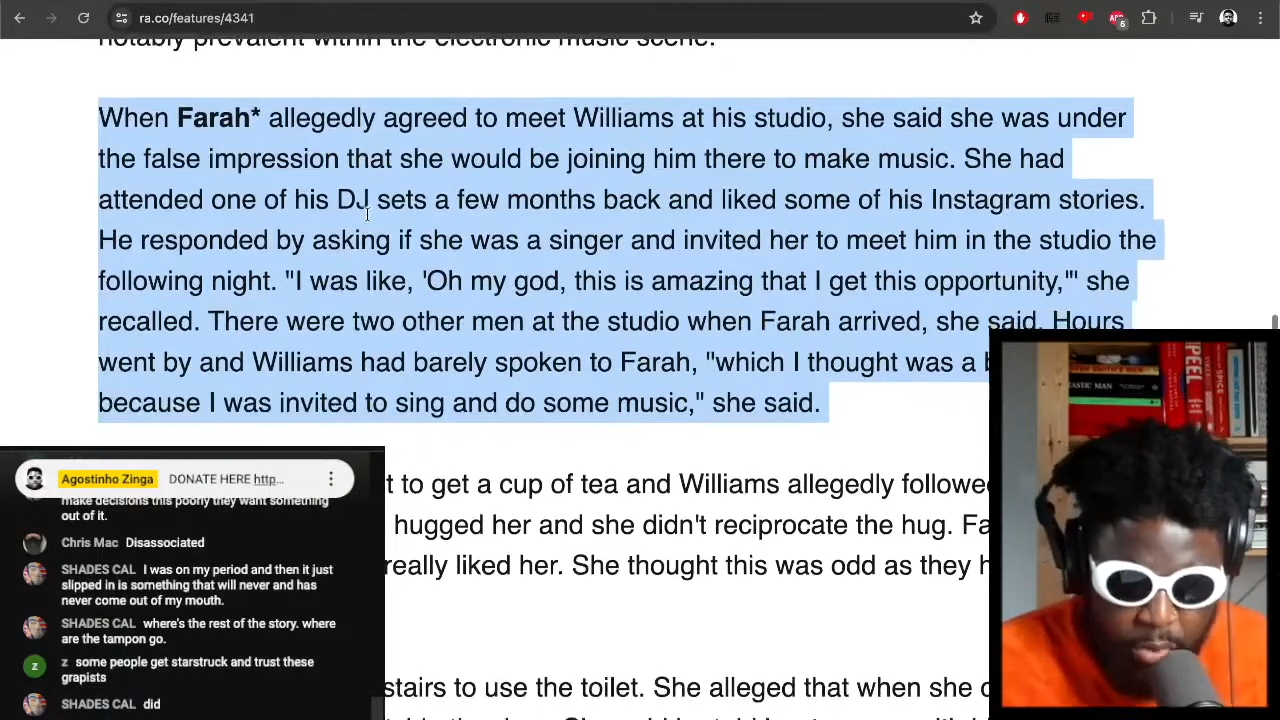 ra.co/features/4341
6
notably prevalent within the electronic music scene.
When Farah* allegedly agreed to meet Williams at his studio, she said she was under
the false impression that she would be joining him there to make music. She had
attended one of his DJ sets a few months back and liked some of his Instagram stories.
He responded by asking if she was a singer and invited her to meet him in the studio the
following night. "I was like, 'Oh my god, this is amazing that I get this opportunity,'" she
recalled. There were two other men at the studio when Farah arrived, she said. Hours
went by and Williams had barely spoken to Farah, "which I thought was a
because I was invited to sing and do some music," she said.
t to get a cup of tea and Williams allegedly followe
hugged her and she didn't reciprocate the hug. Fa
really liked her. She thought this was odd as they h
stairs to use the toilet. She alleged that when she
Agostinho Zinga DONATE HERE http...
make decisions this poorly they want something
out of it.
Chris Mac Disassociated
SHADES CAL I was on my period and then it just
slipped in is something that will never and has
never come out of my mouth.
SHADES CAL where's the rest of the story. where
are the tampon go.
z z some people get starstruck and trust these
grapists
SHADES CAL did